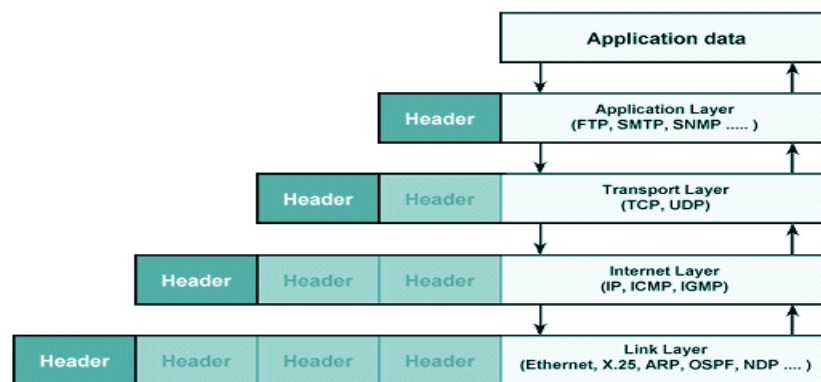 Application data
Header
Application Layer
(FTP, SMTP, SNMP ..... )
Header Header
Transport Layer
(TCP, UDP)
Header Header Header
Internet Layer
(IP, ICMP, IGMP)
Header Header Header Header
Link Layer
(Ethernet, X.25, ARP, OSPF, NDP .... )